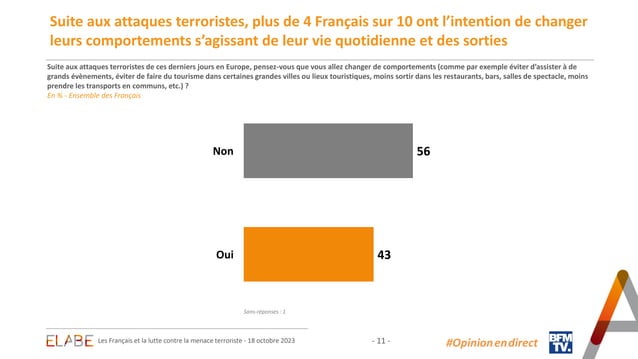 Suite aux attaques terroristes, plus de 4 Français sur 10 ont l’intention de changer
leurs comportements s’agissant de leur vie quotidienne et des sorties
Suite aux attaques terroristes de ces derniers jours en Europe, pensez-vous que vous allez changer de comportements (comme par exemple éviter d’assister à de
grands évènements, éviter de faire du tourisme dans certaines grandes villes ou lieux touristiques, moins sortir dans les restaurants, bars, salles de spectacle, moins
prendre les transports en communs, etc.) ?
En % - Ensemble des Français
Non 56
Oui 43
Sans-réponses : 1
ELABE Les Français et la lutte contre la menace terroriste - 18 octobre 2023
- 11 -
#Opinion en direct
BFM
TV.